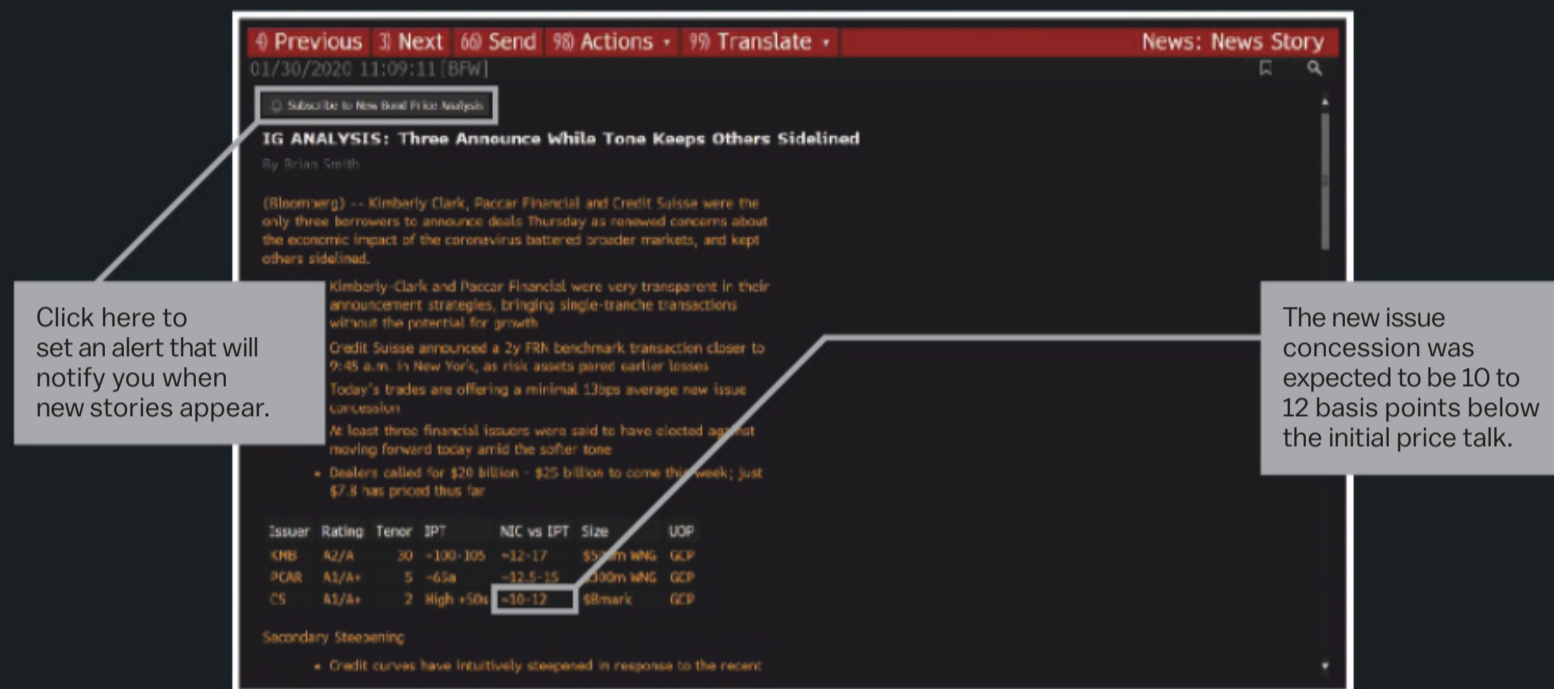 4) Previous 3) Next 66) Send 98) Actions 99) Translate News: News Story
01/30/2020 11:09:11 [BFW]
Subscribe to New Bond Price Analysis
IG ANALYSIS: Three Announce While Tone Keeps Others Sidelined
By Brian Smith
(Bloomberg) -- Kimberly Clark, Paccar Financial and Credit Suisse were the
only three borrowers to announce deals Thursday as renewed concerns about
the economic impact of the coronavirus battered broader markets, and kept
others sidelined.
Kimberly-Clark and Paccar Financial were very transparent in their
announcement strategies, bringing single-tranche transactions
without the potential for growth
Credit Suisse announced a 2y FRN benchmark transaction closer to
9:45 a.m. in New York, as risk assets pared earlier losses
Today's trades are offering a minimal 13bps average new issue
concession
At least three financial issuers were said to have elected against
moving forward today amid the softer tone
• Dealers called for $20 billion - $25 billion to come this week; just
$7.8 has priced thus far
Issuer Rating Tenor IPT NIC vs IPT Size UOP
KMB A2/A 30 ~100-105 ~12-17 WNG GCP
PCAR A1/A+ 5 ~65a ~12.5-15 $300m WNG GCP
CS A1/A+ 2 High +50s ~10-12 $Bmark GCP
Secondary Steepening
• Credit curves have intuitively steepened in response to the recent
Click here to
set an alert that will
notify you when
new stories appear.
The new issue
concession was
expected to be 10 to
12 basis points below
the initial price talk.